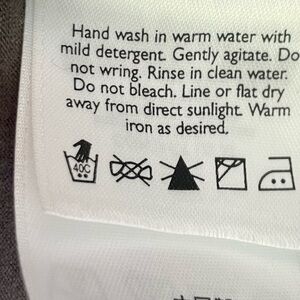 Hand wash in warm water with
mild detergent. Gently agitate. Do
not wring. Rinse in clean water.
Do not bleach. Line or flat dry
away from direct sunlight. Warm
iron as desired.
40C